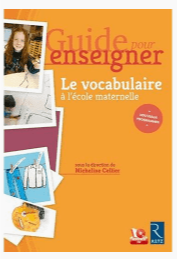 Guide pour
enseigner
Le vocabulaire
à l'école maternelle
sous la direction de
Micheline Cellier
RETZ